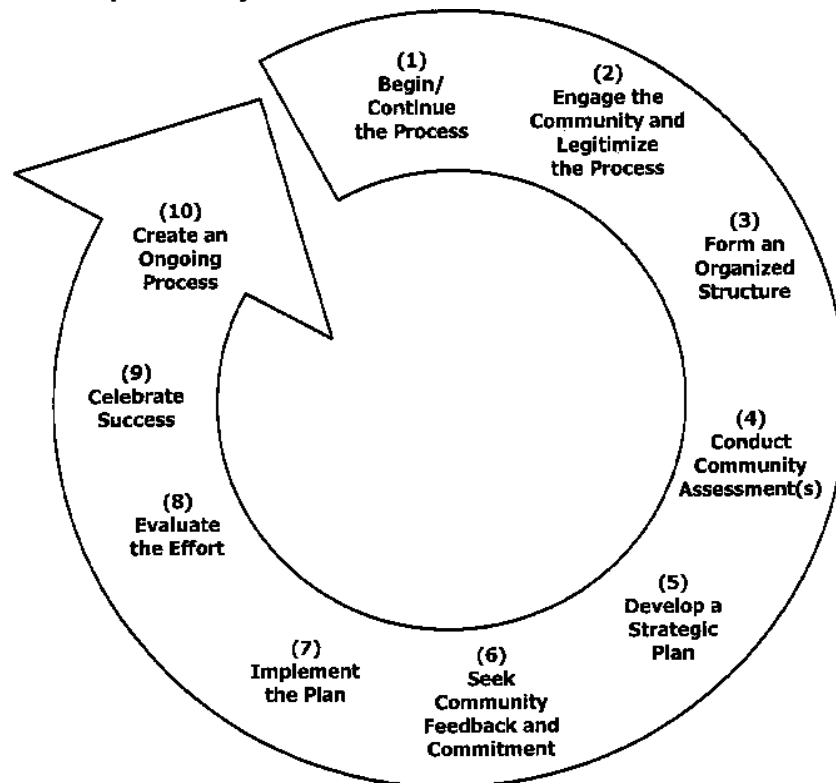 (1)
Begin/
Continue
the Process
(2)
Engage the
Community and
Legitimize
the Process
(3)
Form an
Organized
Structure
(4)
Conduct
Community
Assessment(s)
(5)
Develop a
Strategic
Plan
(6)
Seek
Community
Feedback and
Commitment
(7)
Implement
the Plan
(8)
Evaluate
the Effort
(9)
Celebrate
Success
(10)
Create an
Ongoing
Process